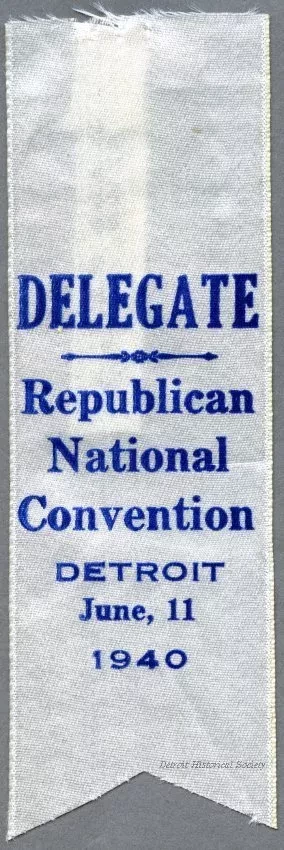 DELEGATE
Republican
National
Convention
DETROIT
June, 11
1940
Detroit Historical Society